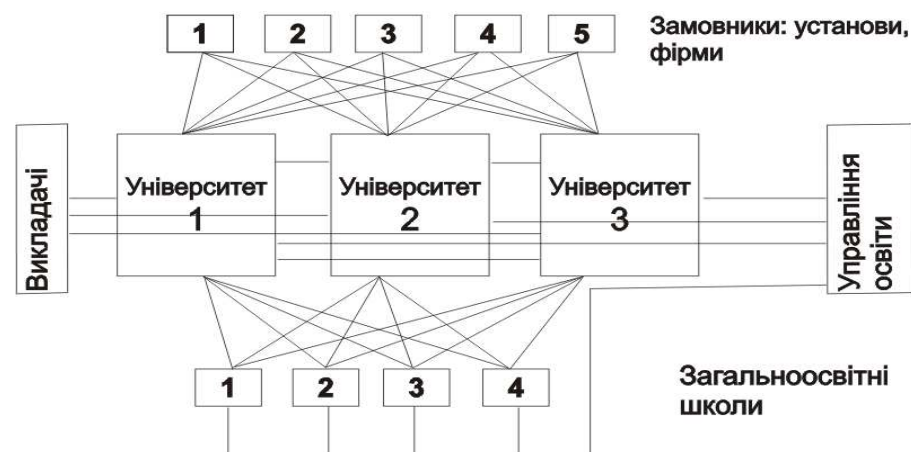 1 2 3 4 5
Замовники: установи,
фірми
Викладачі
Університет
1
Університет
2
Університет
3
Управління
освіти
1 2 3 4
Загальноосвітні
школи